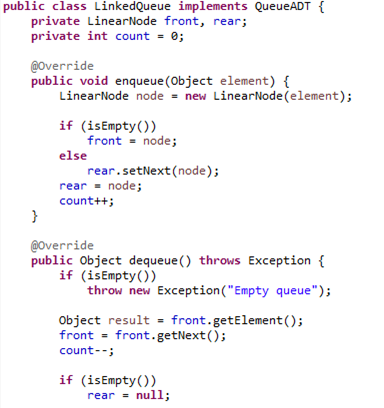 public class LinkedQueue implements QueueADT {
    private LinearNode front, rear;
    private int count = 0;

    @Override
    public void enqueue(Object element) {
        LinearNode node = new LinearNode(element);

        if (isEmpty())
            front = node;
        else
            rear.setNext(node);
        rear = node;
        count++;
    }

    @Override
    public Object dequeue() throws Exception {
        if (isEmpty())
            throw new Exception("Empty queue");

        Object result = front.getElement();
        front = front.getNext();
        count--;

        if (isEmpty())
            rear = null;